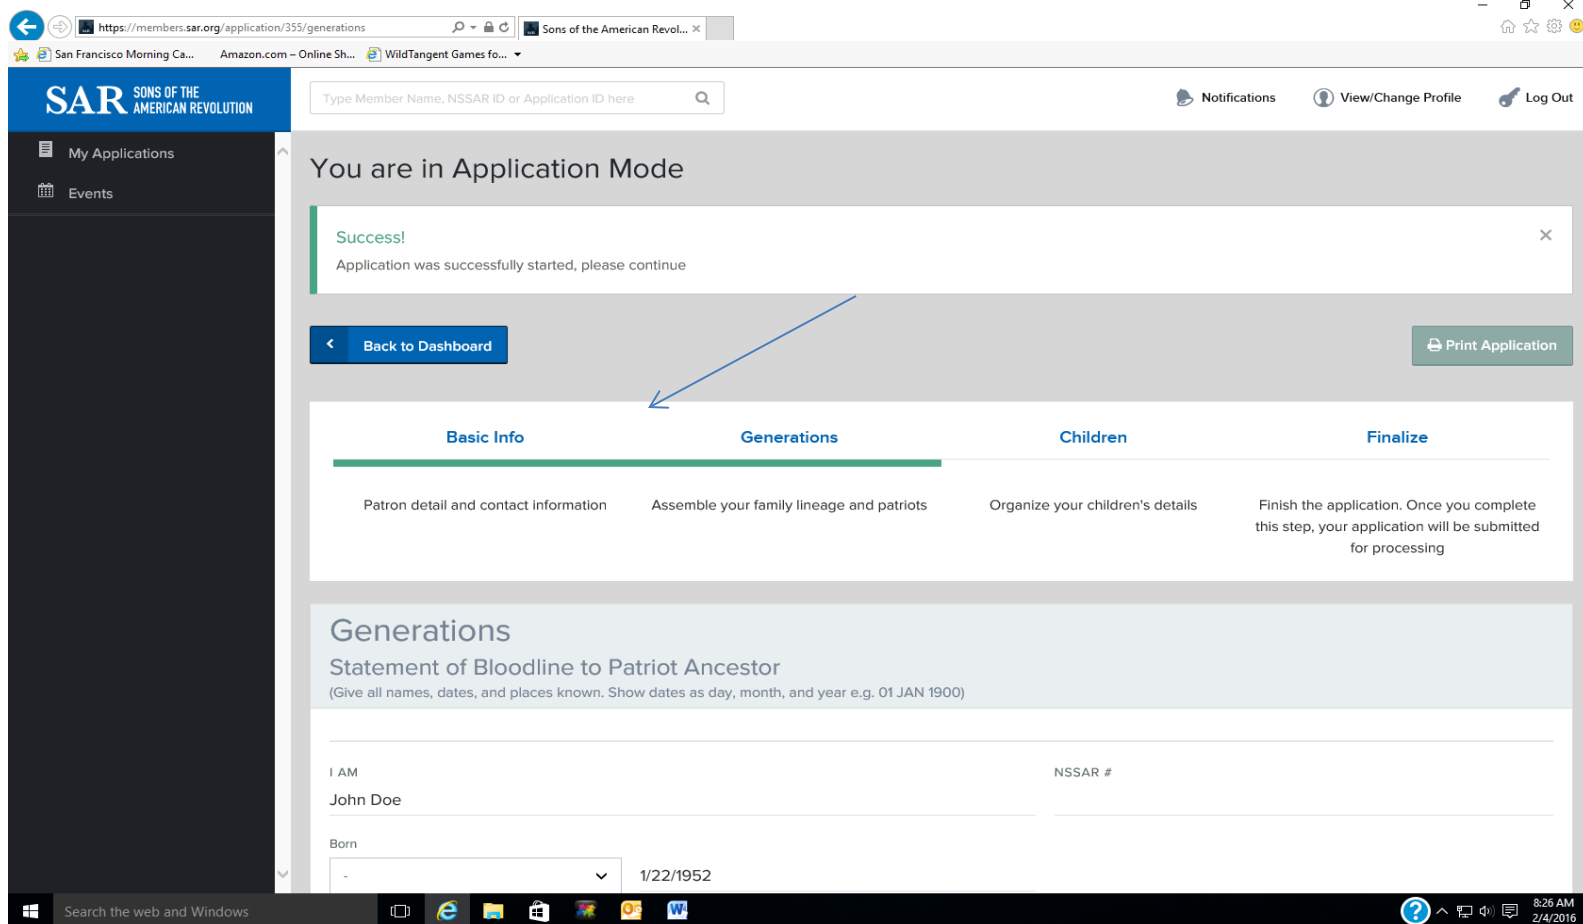 https://members.sar.org/application/355/generations
Sons of the American Revol...
San Francisco Morning Ca...
Amazon.com – Online Sh...
WildTangent Games fo...
SAR SONS OF THE
AMERICAN REVOLUTION
Type Member Name, NSSAR ID or Application ID here
Notifications
View/Change Profile
Log Out
My Applications
Events
You are in Application Mode
Success!
Application was successfully started, please continue
Back to Dashboard
Print Application
Basic Info
Generations
Children
Finalize
Patron detail and contact information
Assemble your family lineage and patriots
Organize your children's details
Finish the application. Once you complete
this step, your application will be submitted
for processing
Generations
Statement of Bloodline to Patriot Ancestor
(Give all names, dates, and places known. Show dates as day, month, and year e.g. 01 JAN 1900)
I AM
NSSAR #
John Doe
Born
-
1/22/1952
Search the web and Windows
8:26 AM
2/4/2016